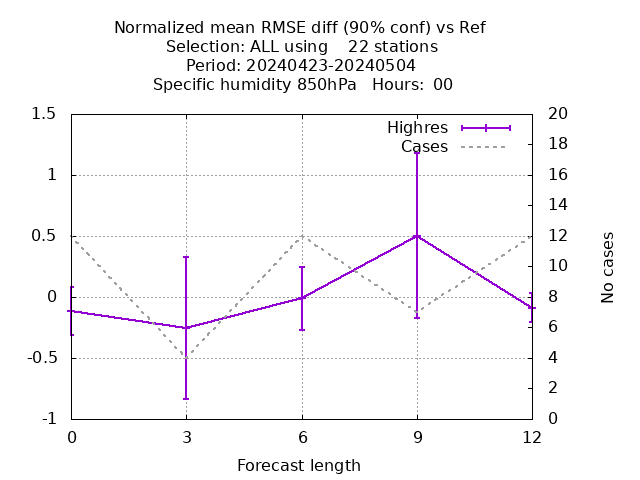 Normalized mean RMSE diff (90% conf) vs Ref
Selection: ALL using    22 stations
Period: 20240423-20240504
Specific humidity 850hPa   Hours:  00
1.5
1
0.5
0
-0.5
-1
Highres
Cases
20
18
16
14
12
10
8
6
4
2
0
No cases
0 3 6 9 12
Forecast length